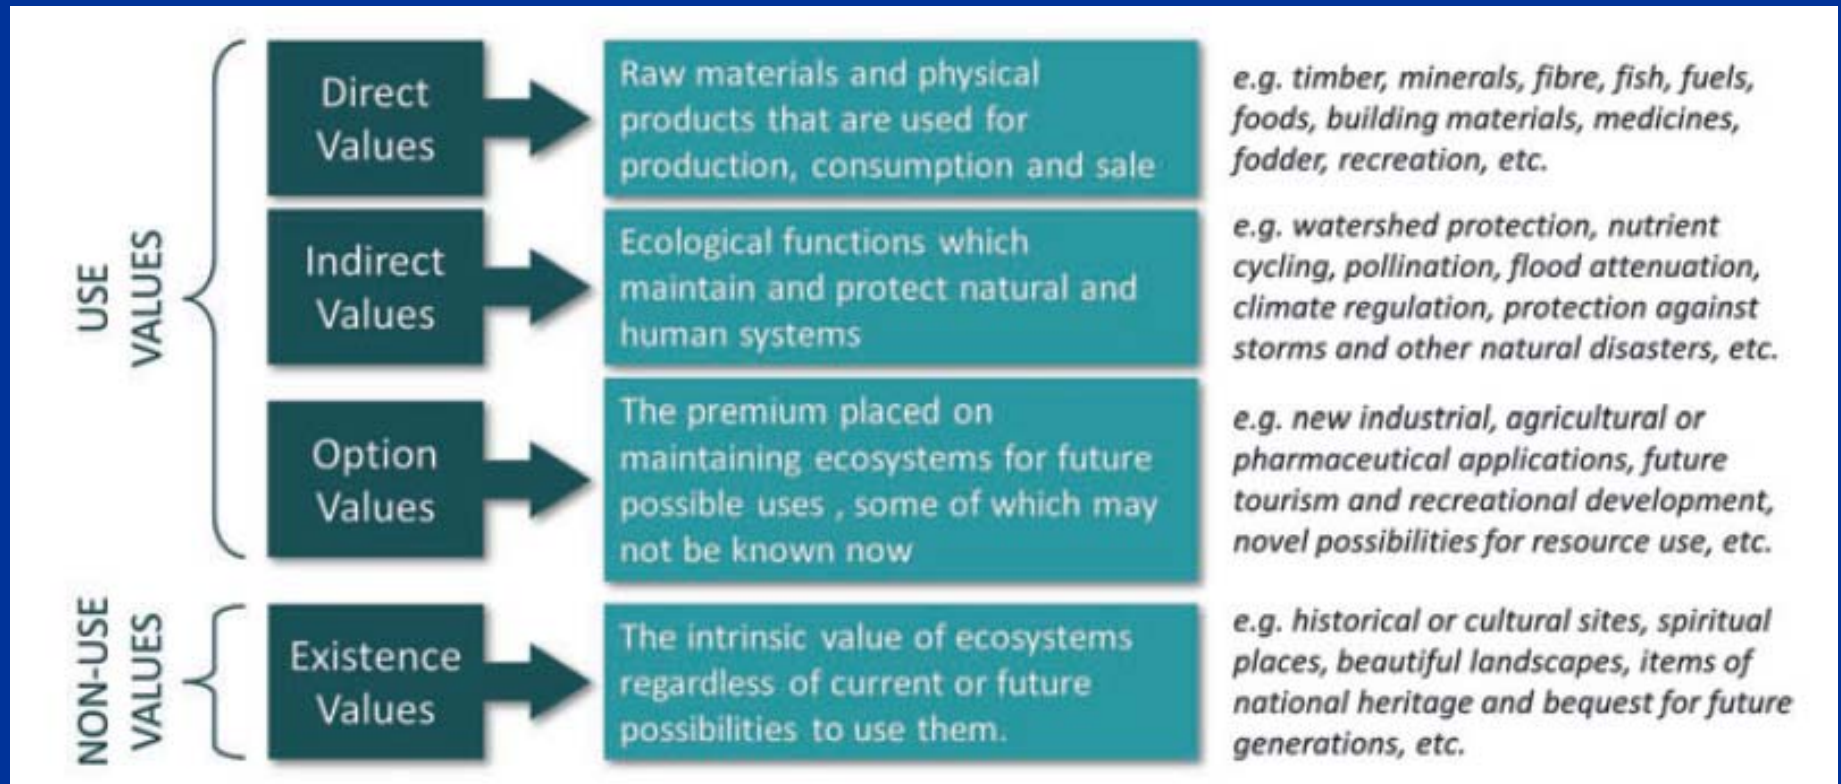 USE
VALUES
Direct
Values
Raw materials and physical
products that are used for
production, consumption and sale
e.g. timber, minerals, fibre, fish, fuels,
foods, building materials, medicines,
fodder, recreation, etc.
Indirect
Values
Ecological functions which
maintain and protect natural and
human systems
e.g. watershed protection, nutrient
cycling, pollination, flood attenuation,
climate regulation, protection against
storms and other natural disasters, etc.
Option
Values
The premium placed on
maintaining ecosystems for future
possible uses , some of which may
not be known now
e.g. new industrial, agricultural or
pharmaceutical applications, future
tourism and recreational development,
novel possibilities for resource use, etc.
NON-USE
VALUES
Existence
Values
The intrinsic value of ecosystems
regardless of current or future
possibilities to use them.
e.g. historical or cultural sites, spiritual
places, beautiful landscapes, items of
national heritage and bequest for future
generations, etc.